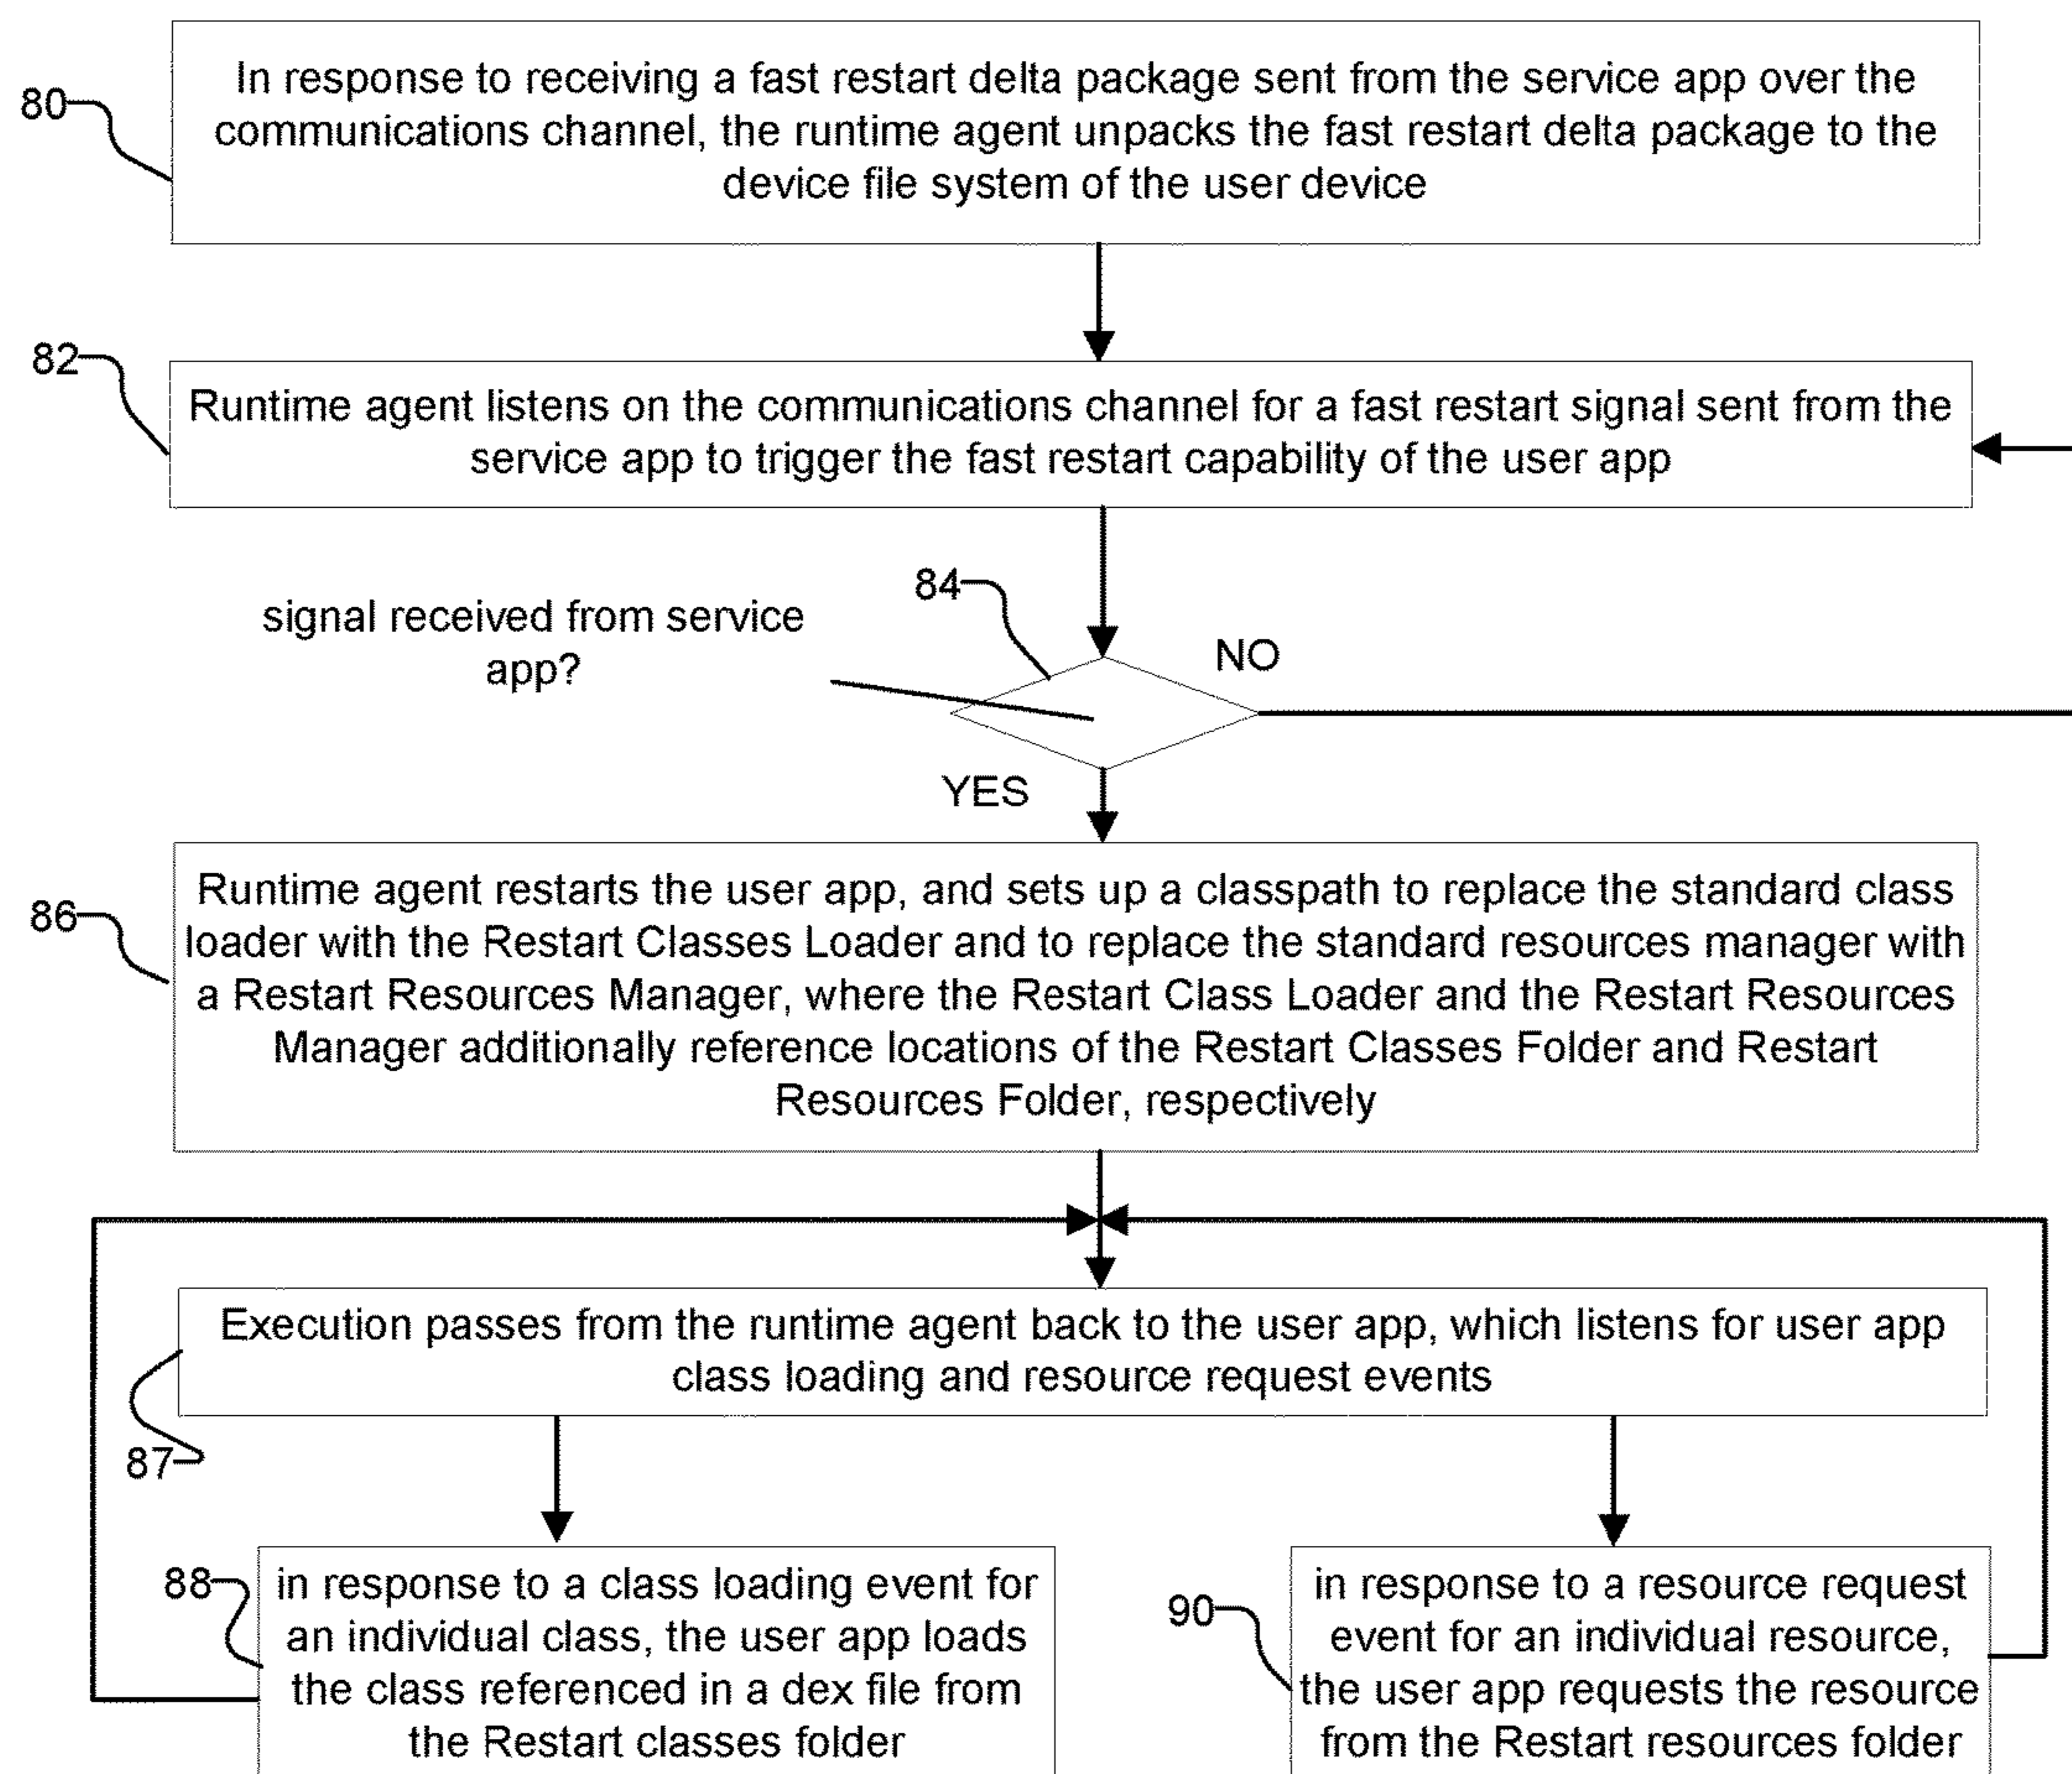 80
In response to receiving a fast restart delta package sent from the service app over the
communications channel, the runtime agent unpacks the fast restart delta package to the
device file system of the user device
82
Runtime agent listens on the communications channel for a fast restart signal sent from the
service app to trigger the fast restart capability of the user app
84
signal received from service
app?
NO
YES
86
Runtime agent restarts the user app, and sets up a classpath to replace the standard class
loader with the Restart Classes Loader and to replace the standard resources manager with
a Restart Resources Manager, where the Restart Class Loader and the Restart Resources
Manager additionally reference locations of the Restart Classes Folder and Restart
Resources Folder, respectively
Execution passes from the runtime agent back to the user app, which listens for user app
class loading and resource request events
87
88
in response to a class loading event for
an individual class, the user app loads
the class referenced in a dex file from
the Restart classes folder
90
in response to a resource request
event for an individual resource,
the user app requests the resource
from the Restart resources folder